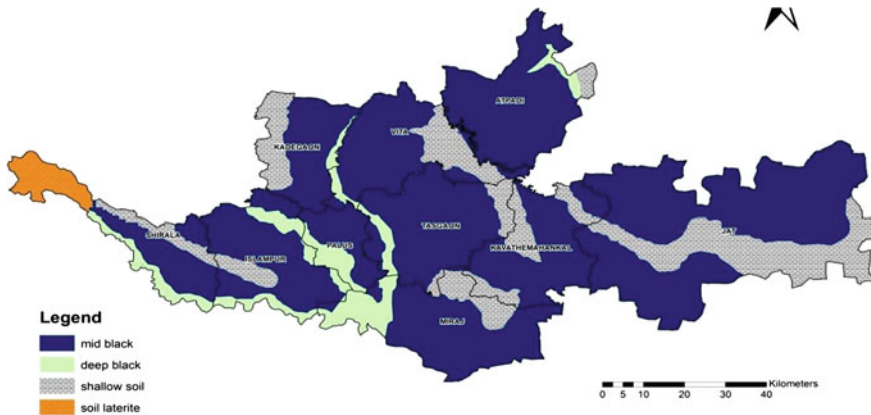 ATPADI
VITA
KADEGAON
TASGAON
PALUS
SHIRALA
JAT
KAVATHEMAHANKAL
ISLAMPUR
MIRAJ
Legend
mid black
deep black
shallow soil
soil laterite
Kilometers
0 5 10 20 30 40